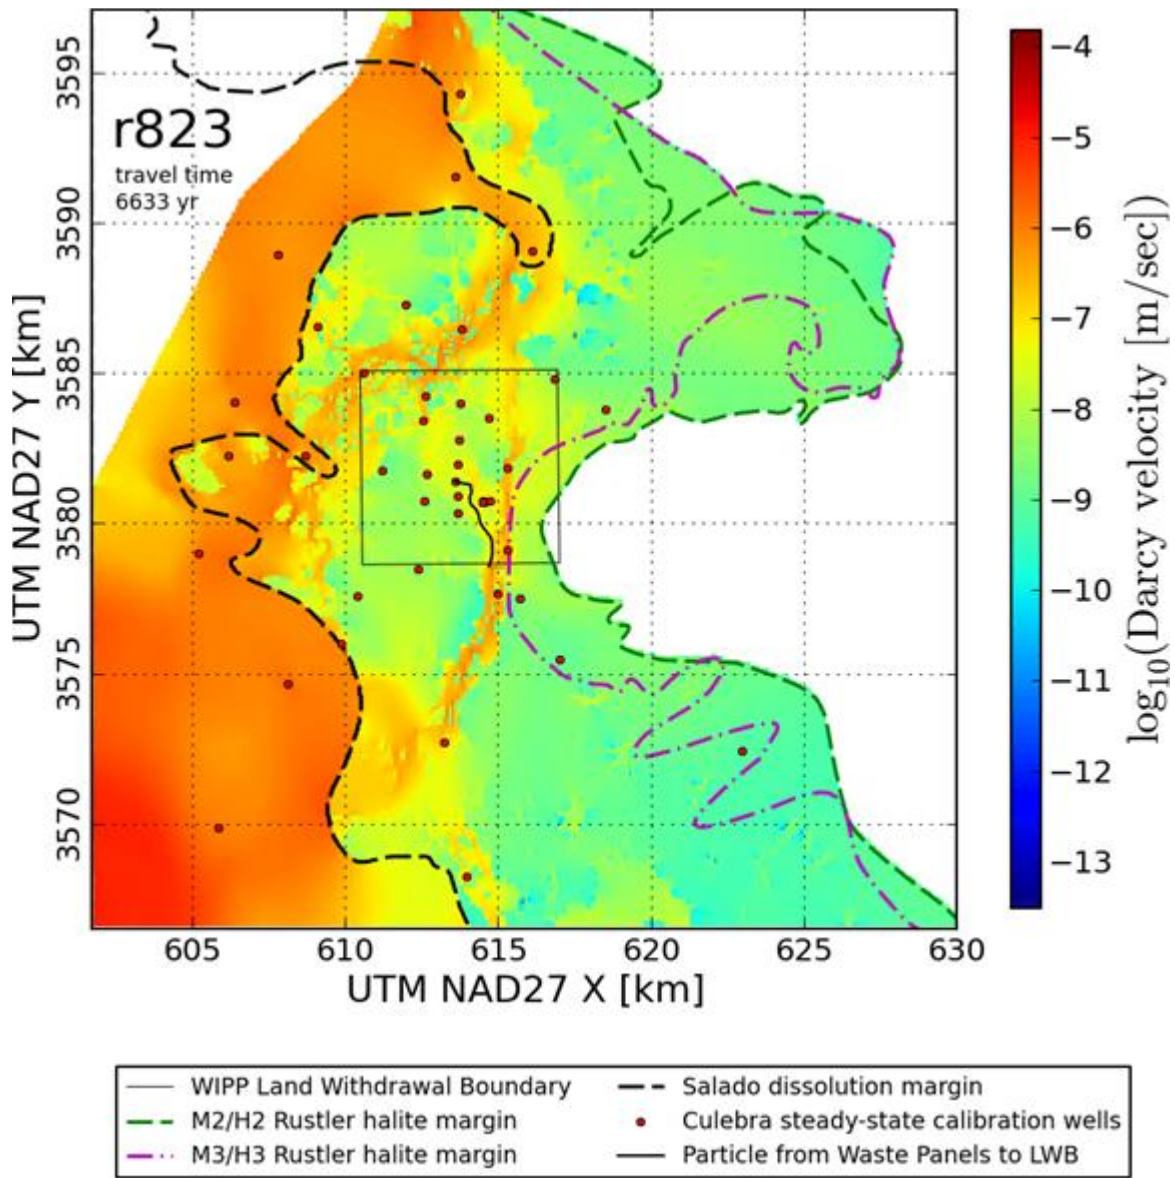 r823
travel time
6633 yr
3595
3590
3585
3580
3575
3570
UTM NAD27 Y [km]
605
610
615
620
625
630
UTM NAD27 X [km]
−4
−5
−6
−7
−8
−9
−10
−11
−12
−13
log10(Darcy velocity [m/sec])
WIPP Land Withdrawal Boundary
M2/H2 Rustler halite margin
M3/H3 Rustler halite margin
Salado dissolution margin
Culebra steady-state calibration wells
Particle from Waste Panels to LWB